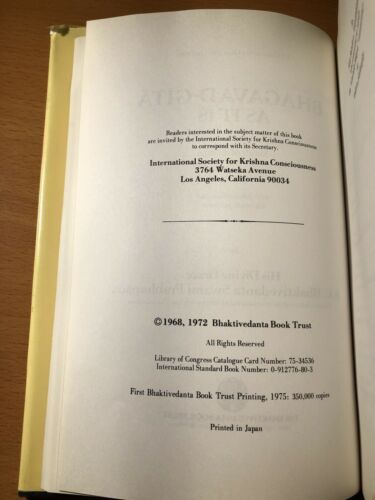 Readers interested in the subject matter of this book
are invited by the International Society for Krishna Consciousness
to correspond with its Secretary.
International Society for Krishna Consciousness
3764 Watseka Avenue
Los Angeles, California 90034
©1968, 1972 Bhaktivedanta Book Trust
All Rights Reserved
Library of Congress Catalogue Card Number: 75-34536
International Standard Book Number: 0-912776-80-3
First Bhaktivedanta Book Trust Printing, 1975: 350,000 copies
Printed in Japan